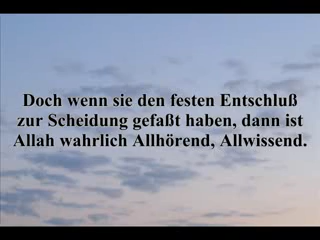 Doch wenn sie den festen Entschluß
zur Scheidung gefaßt haben, dann ist
Allah wahrlich Allhörend, Allwissend.